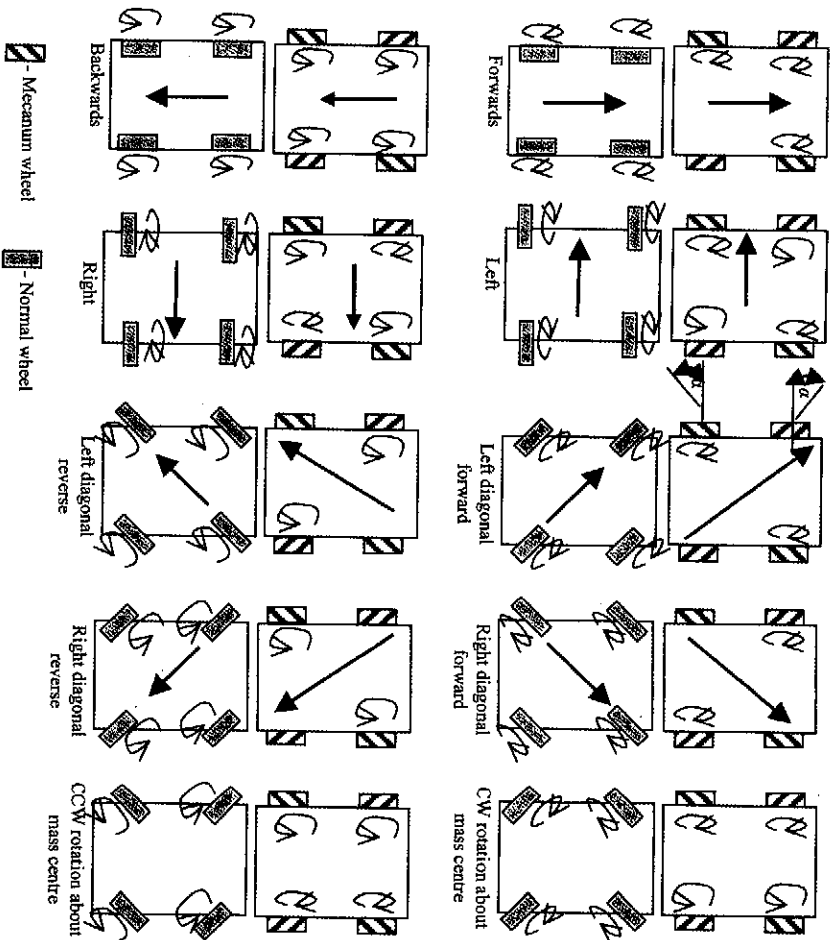 α
α
Forwards
Left
Left diagonal
forward
Right diagonal
forward
CW rotation about
mass centre
Backwards
Right
Left diagonal
reverse
Right diagonal
reverse
CCW rotation about
mass centre
- Mecanum wheel
- Normal wheel